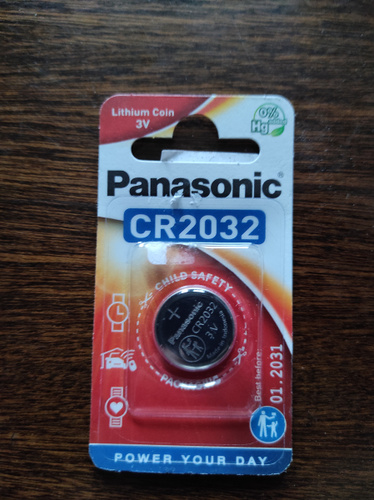 Lithium Coin
3V
0%
Hg
Panasonic
CR2032
CHILD SAFETY
Panasonic
CR2032
3V
Best before:
01.2031
POWER YOUR DAY